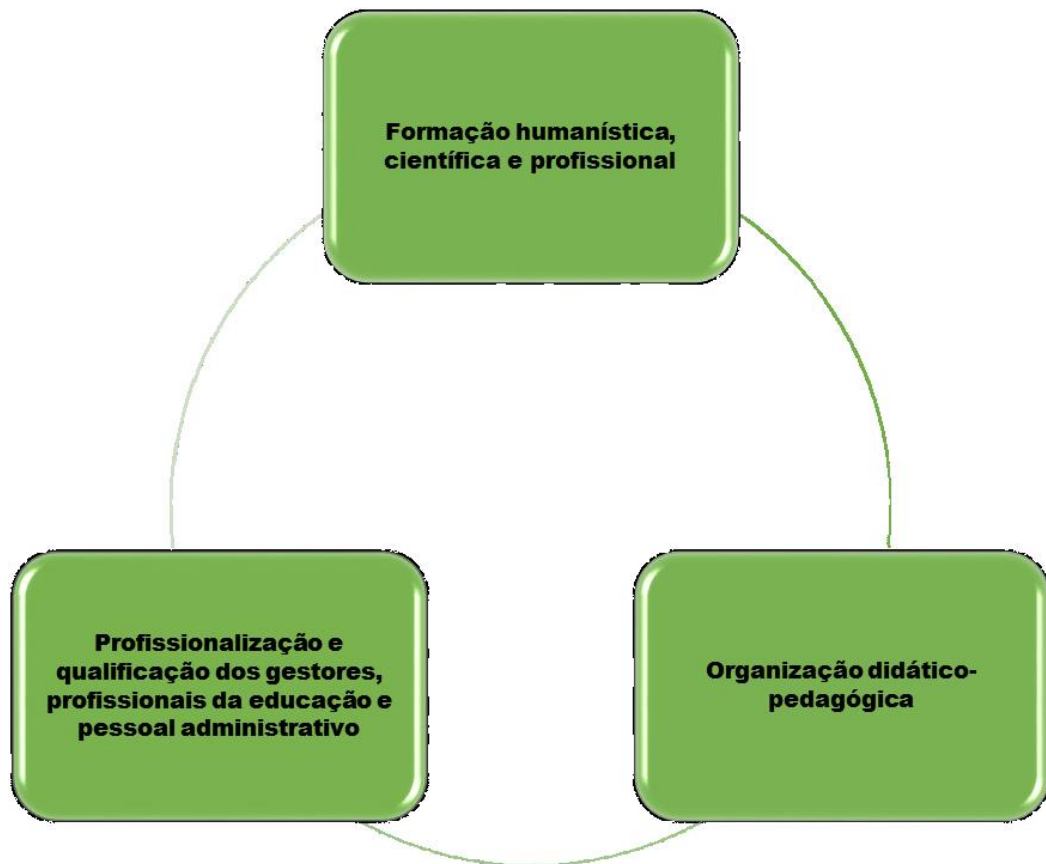 Formação humanística,
científica e profissional
Profissionalização e
qualificação dos gestores,
profissionais da educação e
pessoal administrativo
Organização didático-
pedagógica